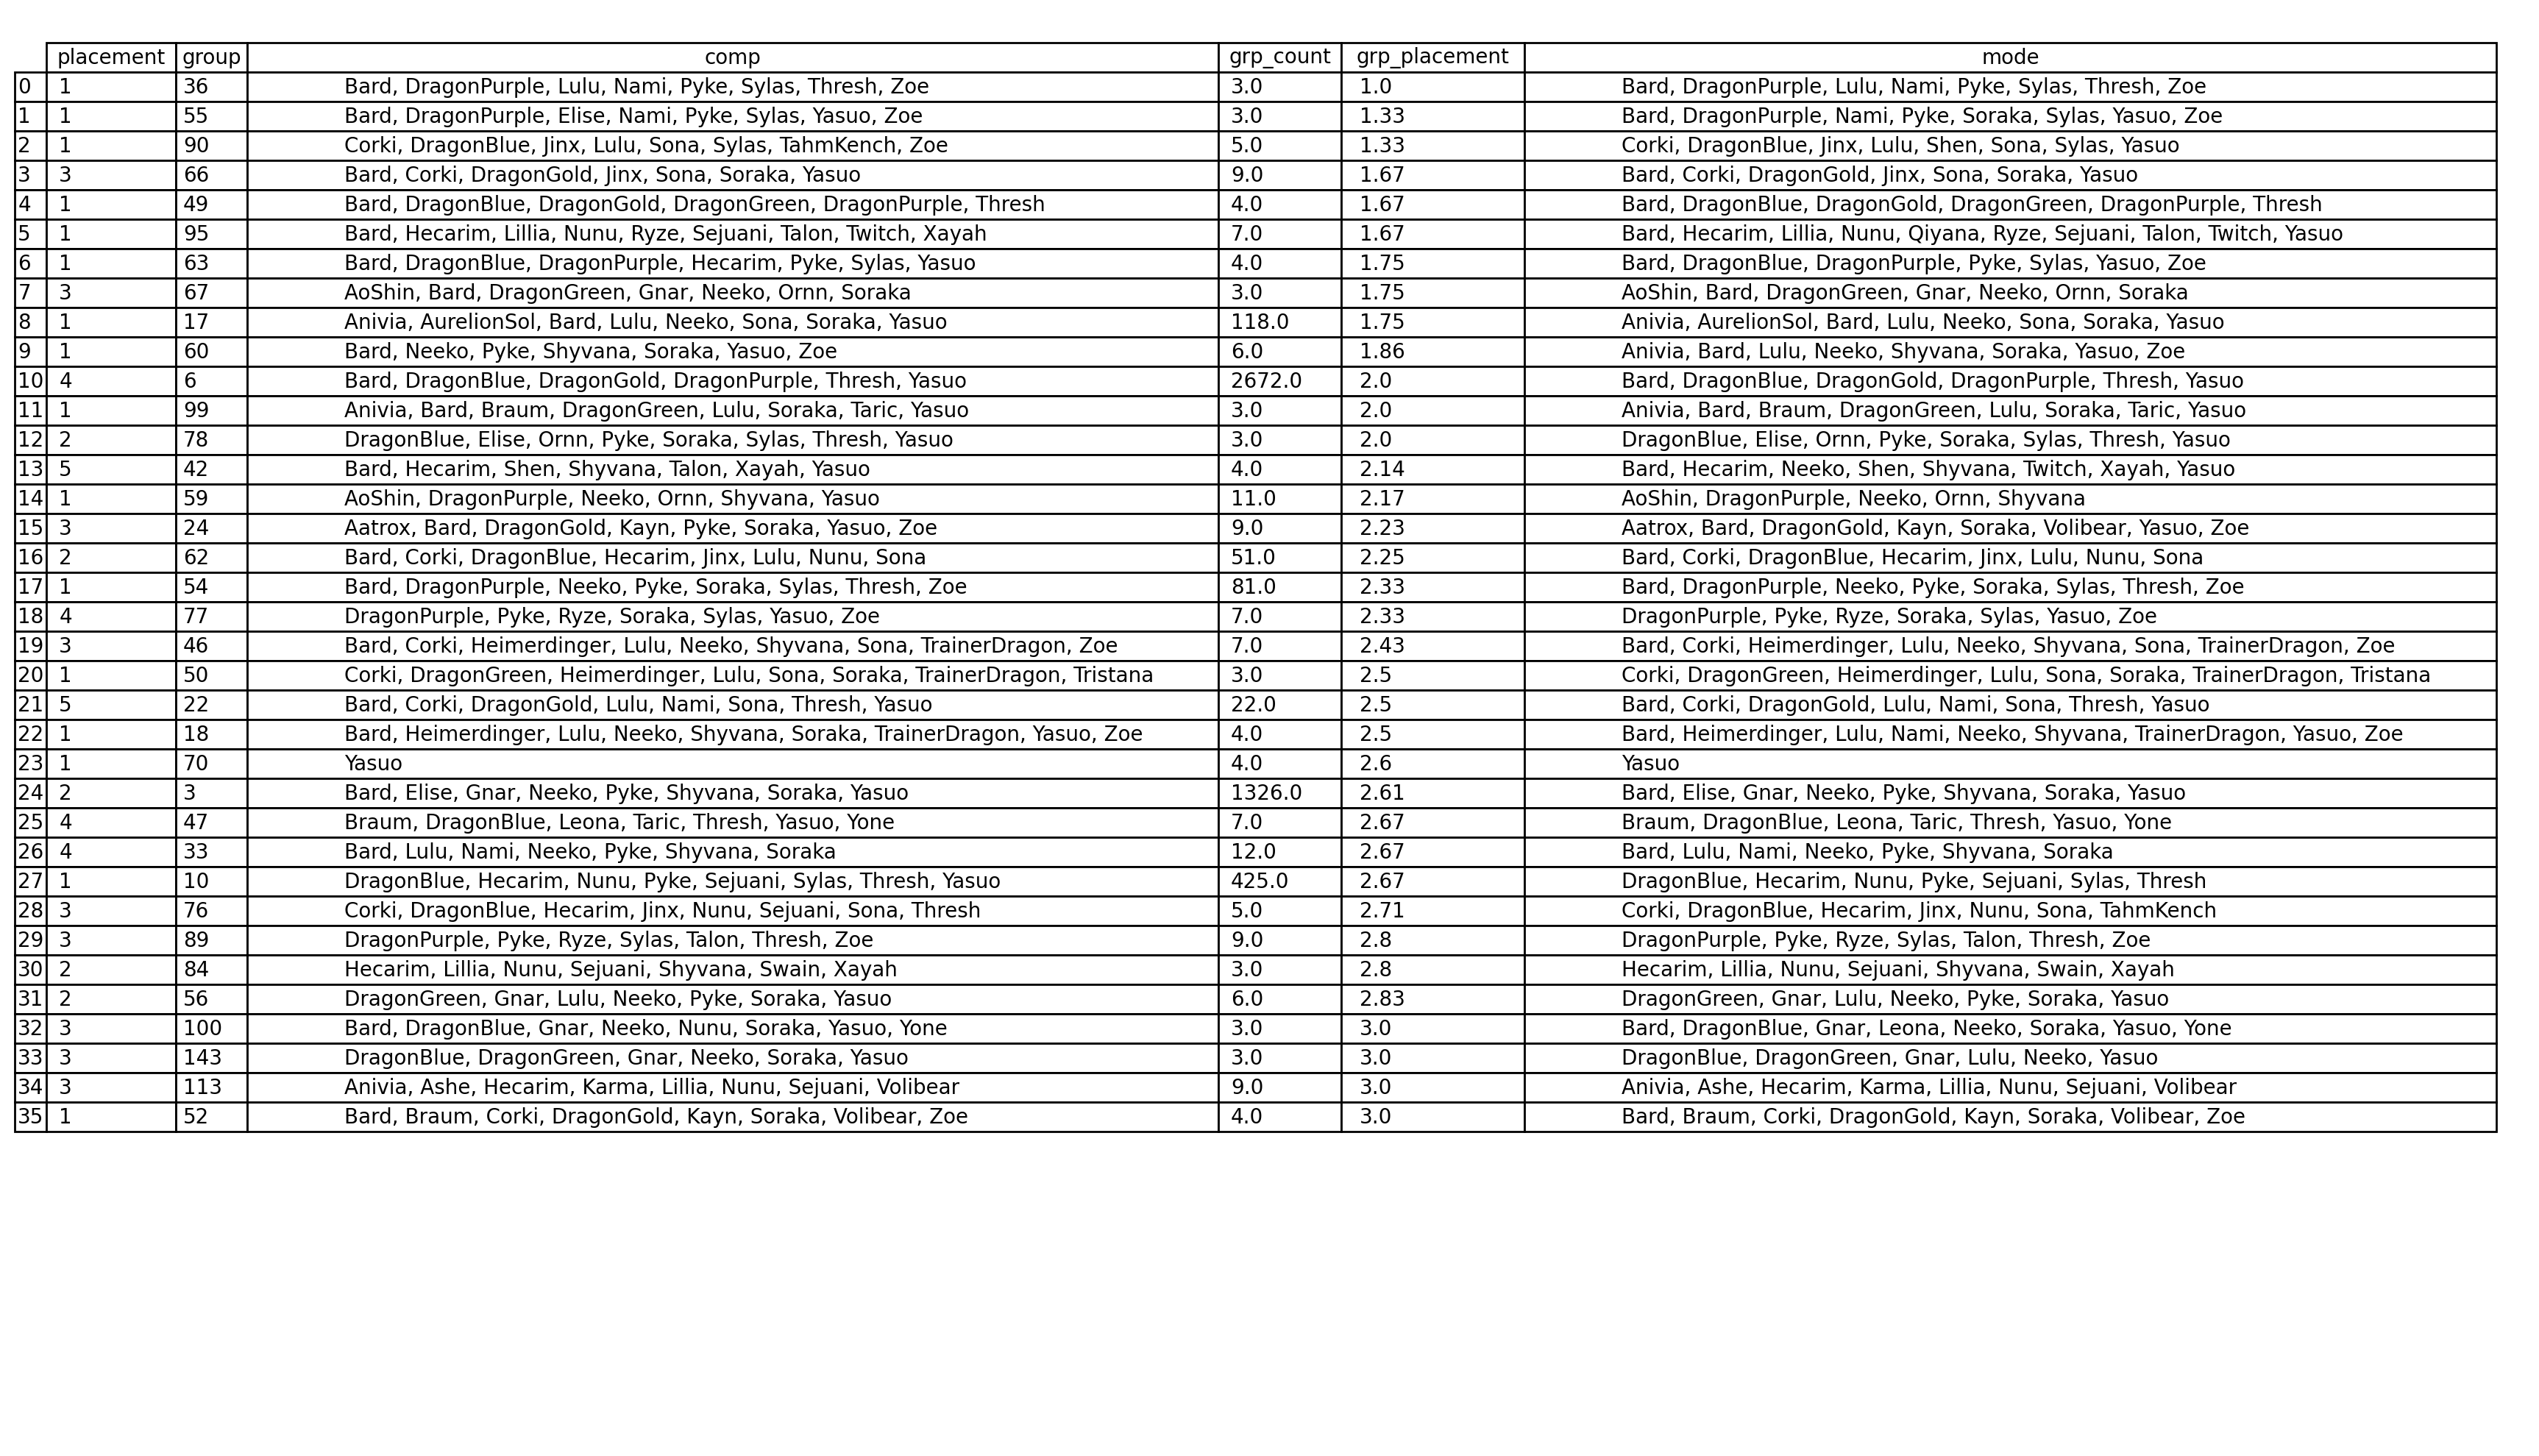 placement group comp grp_count grp_placement mode
0 1 36 Bard, DragonPurple, Lulu, Nami, Pyke, Sylas, Thresh, Zoe 3.0 1.0 Bard, DragonPurple, Lulu, Nami, Pyke, Sylas, Thresh, Zoe
1 1 55 Bard, DragonPurple, Elise, Nami, Pyke, Sylas, Yasuo, Zoe 3.0 1.33 Bard, DragonPurple, Nami, Pyke, Soraka, Sylas, Yasuo, Zoe
2 1 90 Corki, DragonBlue, Jinx, Lulu, Sona, Sylas, TahmKench, Zoe 5.0 1.33 Corki, DragonBlue, Jinx, Lulu, Shen, Sona, Sylas, Yasuo
3 3 66 Bard, Corki, DragonGold, Jinx, Sona, Soraka, Yasuo 9.0 1.67 Bard, Corki, DragonGold, Jinx, Sona, Soraka, Yasuo
4 1 49 Bard, DragonBlue, DragonGold, DragonGreen, DragonPurple, Thresh 4.0 1.67 Bard, DragonBlue, DragonGold, DragonGreen, DragonPurple, Thresh
5 1 95 Bard, Hecarim, Lillia, Nunu, Ryze, Sejuani, Talon, Twitch, Xayah 7.0 1.67 Bard, Hecarim, Lillia, Nunu, Qiyana, Ryze, Sejuani, Talon, Twitch, Yasuo
6 1 63 Bard, DragonBlue, DragonPurple, Hecarim, Pyke, Sylas, Yasuo 4.0 1.75 Bard, DragonBlue, DragonPurple, Pyke, Sylas, Yasuo, Zoe
7 3 67 AoShin, Bard, DragonGreen, Gnar, Neeko, Ornn, Soraka 3.0 1.75 AoShin, Bard, DragonGreen, Gnar, Neeko, Ornn, Soraka
8 1 17 Anivia, AurelionSol, Bard, Lulu, Neeko, Sona, Soraka, Yasuo 118.0 1.75 Anivia, AurelionSol, Bard, Lulu, Neeko, Sona, Soraka, Yasuo
9 1 60 Bard, Neeko, Pyke, Shyvana, Soraka, Yasuo, Zoe 6.0 1.86 Anivia, Bard, Lulu, Neeko, Shyvana, Soraka, Yasuo, Zoe
10 4 6 Bard, DragonBlue, DragonGold, DragonPurple, Thresh, Yasuo 2672.0 2.0 Bard, DragonBlue, DragonGold, DragonPurple, Thresh, Yasuo
11 1 99 Anivia, Bard, Braum, DragonGreen, Lulu, Soraka, Taric, Yasuo 3.0 2.0 Anivia, Bard, Braum, DragonGreen, Lulu, Soraka, Taric, Yasuo
12 2 78 DragonBlue, Elise, Ornn, Pyke, Soraka, Sylas, Thresh, Yasuo 3.0 2.0 DragonBlue, Elise, Ornn, Pyke, Soraka, Sylas, Thresh, Yasuo
13 5 42 Bard, Hecarim, Shen, Shyvana, Talon, Xayah, Yasuo 4.0 2.14 Bard, Hecarim, Neeko, Shen, Shyvana, Twitch, Xayah, Yasuo
14 1 59 AoShin, DragonPurple, Neeko, Ornn, Shyvana, Yasuo 11.0 2.17 AoShin, DragonPurple, Neeko, Ornn, Shyvana
15 3 24 Aatrox, Bard, DragonGold, Kayn, Pyke, Soraka, Yasuo, Zoe 9.0 2.23 Aatrox, Bard, DragonGold, Kayn, Soraka, Volibear, Yasuo, Zoe
16 2 62 Bard, Corki, DragonBlue, Hecarim, Jinx, Lulu, Nunu, Sona 51.0 2.25 Bard, Corki, DragonBlue, Hecarim, Jinx, Lulu, Nunu, Sona
17 1 54 Bard, DragonPurple, Neeko, Pyke, Soraka, Sylas, Thresh, Zoe 81.0 2.33 Bard, DragonPurple, Neeko, Pyke, Soraka, Sylas, Thresh, Zoe
18 4 77 DragonPurple, Pyke, Ryze, Soraka, Sylas, Yasuo, Zoe 7.0 2.33 DragonPurple, Pyke, Ryze, Soraka, Sylas, Yasuo, Zoe
19 3 46 Bard, Corki, Heimerdinger, Lulu, Neeko, Shyvana, Sona, TrainerDragon, Zoe 7.0 2.43 Bard, Corki, Heimerdinger, Lulu, Neeko, Shyvana, Sona, TrainerDragon, Zoe
20 1 50 Corki, DragonGreen, Heimerdinger, Lulu, Sona, Soraka, TrainerDragon, Tristana 3.0 2.5 Corki, DragonGreen, Heimerdinger, Lulu, Sona, Soraka, TrainerDragon, Tristana
21 5 22 Bard, Corki, DragonGold, Lulu, Nami, Sona, Thresh, Yasuo 22.0 2.5 Bard, Corki, DragonGold, Lulu, Nami, Sona, Thresh, Yasuo
22 1 18 Bard, Heimerdinger, Lulu, Neeko, Shyvana, Soraka, TrainerDragon, Yasuo, Zoe 4.0 2.5 Bard, Heimerdinger, Lulu, Nami, Neeko, Shyvana, TrainerDragon, Yasuo, Zoe
23 1 70 Yasuo 4.0 2.6 Yasuo
24 2 3 Bard, Elise, Gnar, Neeko, Pyke, Shyvana, Soraka, Yasuo 1326.0 2.61 Bard, Elise, Gnar, Neeko, Pyke, Shyvana, Soraka, Yasuo
25 4 47 Braum, DragonBlue, Leona, Taric, Thresh, Yasuo, Yone 7.0 2.67 Braum, DragonBlue, Leona, Taric, Thresh, Yasuo, Yone
26 4 33 Bard, Lulu, Nami, Neeko, Pyke, Shyvana, Soraka 12.0 2.67 Bard, Lulu, Nami, Neeko, Pyke, Shyvana, Soraka
27 1 10 DragonBlue, Hecarim, Nunu, Pyke, Sejuani, Sylas, Thresh, Yasuo 425.0 2.67 DragonBlue, Hecarim, Nunu, Pyke, Sejuani, Sylas, Thresh
28 3 76 Corki, DragonBlue, Hecarim, Jinx, Nunu, Sejuani, Sona, Thresh 5.0 2.71 Corki, DragonBlue, Hecarim, Jinx, Nunu, Sona, TahmKench
29 3 89 DragonPurple, Pyke, Ryze, Sylas, Talon, Thresh, Zoe 9.0 2.8 DragonPurple, Pyke, Ryze, Sylas, Talon, Thresh, Zoe
30 2 84 Hecarim, Lillia, Nunu, Sejuani, Shyvana, Swain, Xayah 3.0 2.8 Hecarim, Lillia, Nunu, Sejuani, Shyvana, Swain, Xayah
31 2 56 DragonGreen, Gnar, Lulu, Neeko, Pyke, Soraka, Yasuo 6.0 2.83 DragonGreen, Gnar, Lulu, Neeko, Pyke, Soraka, Yasuo
32 3 100 Bard, DragonBlue, Gnar, Neeko, Nunu, Soraka, Yasuo, Yone 3.0 3.0 Bard, DragonBlue, Gnar, Leona, Neeko, Soraka, Yasuo, Yone
33 3 143 DragonBlue, DragonGreen, Gnar, Neeko, Soraka, Yasuo 3.0 3.0 DragonBlue, DragonGreen, Gnar, Lulu, Neeko, Yasuo
34 3 113 Anivia, Ashe, Hecarim, Karma, Lillia, Nunu, Sejuani, Volibear 9.0 3.0 Anivia, Ashe, Hecarim, Karma, Lillia, Nunu, Sejuani, Volibear
35 1 52 Bard, Braum, Corki, DragonGold, Kayn, Soraka, Volibear, Zoe 4.0 3.0 Bard, Braum, Corki, DragonGold, Kayn, Soraka, Volibear, Zoe